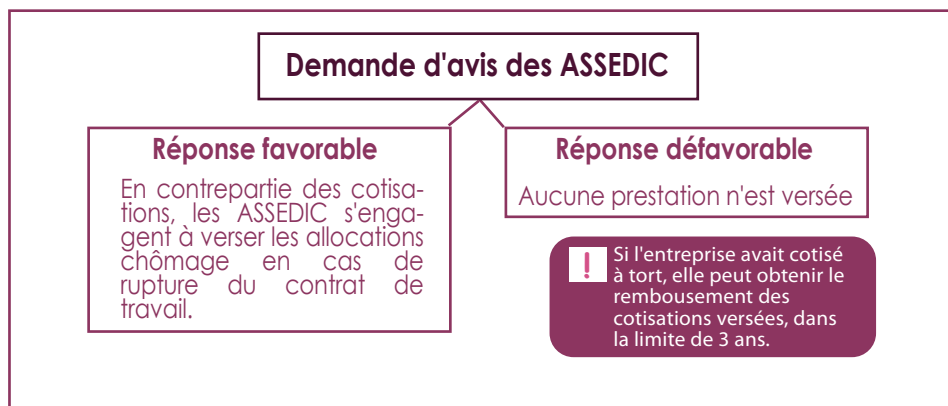 Demande d'avis des ASSEDIC
Réponse favorable
En contrepartie des cotisa-
tions, les ASSEDIC s'enga-
gent à verser les allocations
chômage en cas de
rupture du contrat de
travail.
Réponse défavorable
Aucune prestation n'est versée
! Si l'entreprise avait cotisé
à tort, elle peut obtenir le
rembousement des
cotisations versées, dans
la limite de 3 ans.